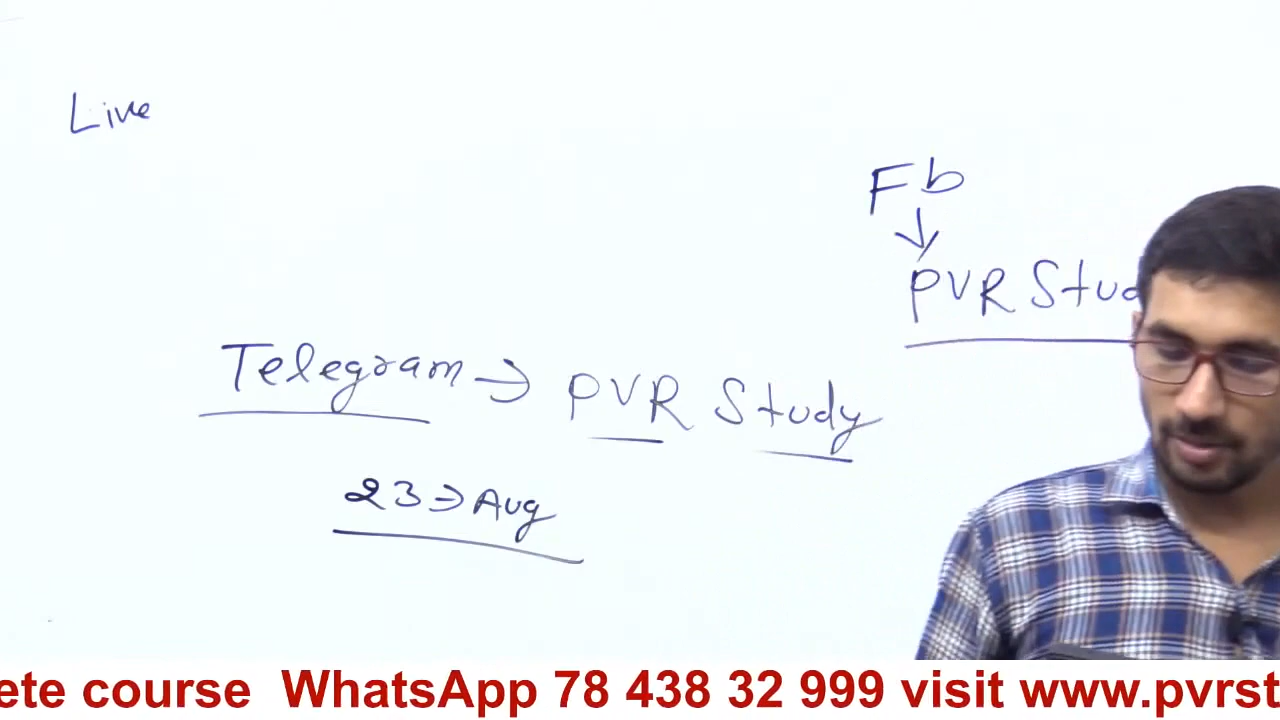 Live
Fb
↓
PVR Stud
Telegram → PVR Study
23 → Aug
ete course WhatsApp 78 438 32 999 visit www.pvrst